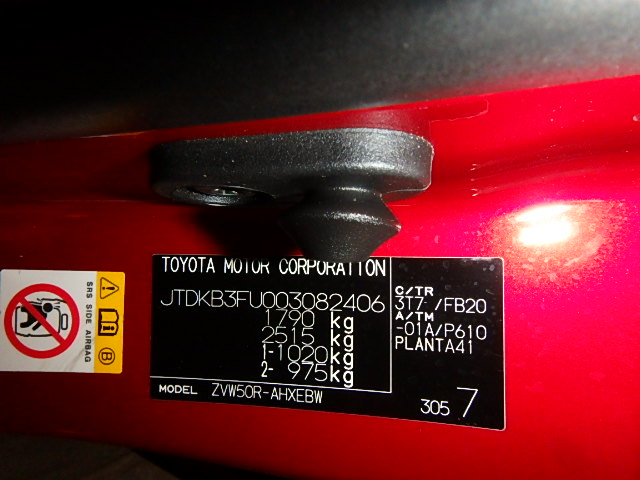 TOYOTA MOTOR CORPORATION
JTDKB3FU003082406
1790 Kg
2515 Kg
1-1020Kg
2- 975Kg
MODEL ZVW50R-AHXEBW
C/TR
3T7 /FB20
A/TM
-01A/P610
PLANTA41
305 7
SRS SIDE AIRBAG
B